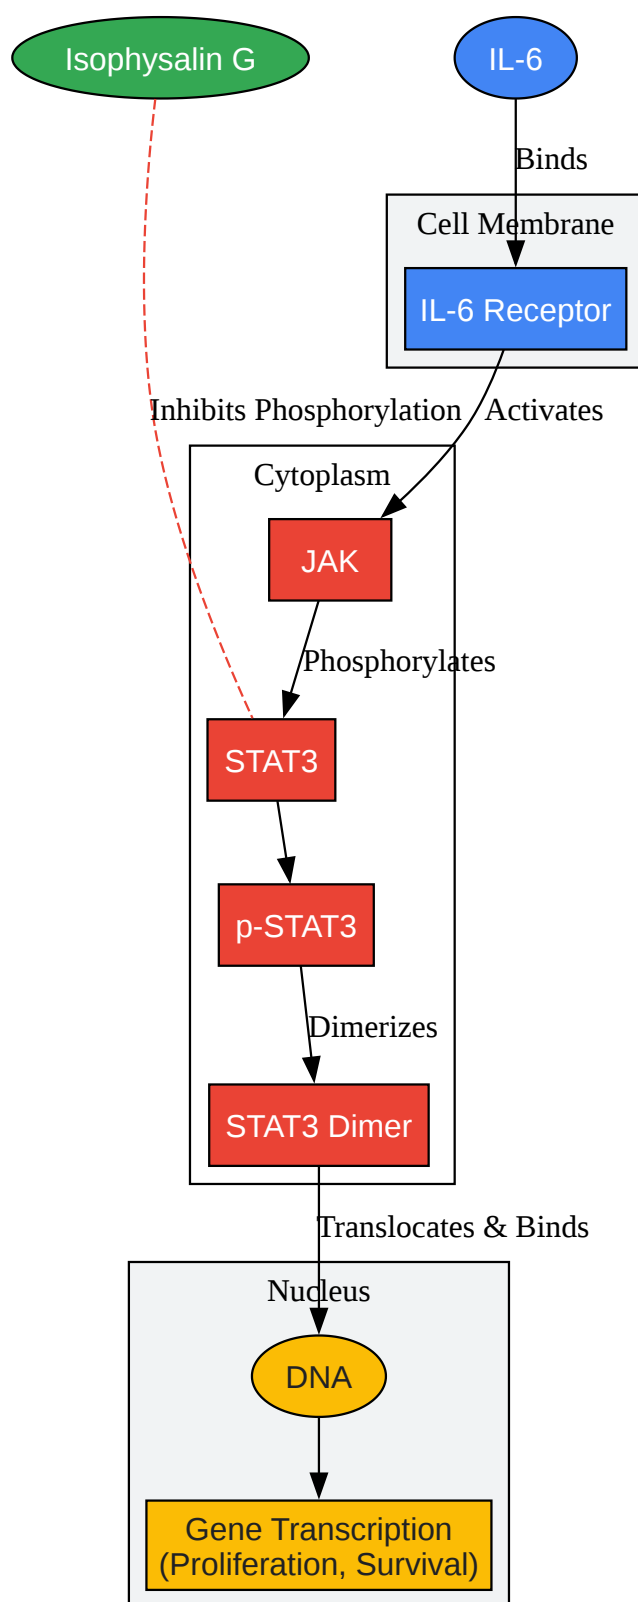 Isophysalin G
IL-6
Binds
Cell Membrane
IL-6 Receptor
Inhibits Phosphorylation
Activates
Cytoplasm
JAK
Phosphorylates
STAT3
p-STAT3
Dimerizes
STAT3 Dimer
Translocates & Binds
Nucleus
DNA
Gene Transcription
(Proliferation, Survival)